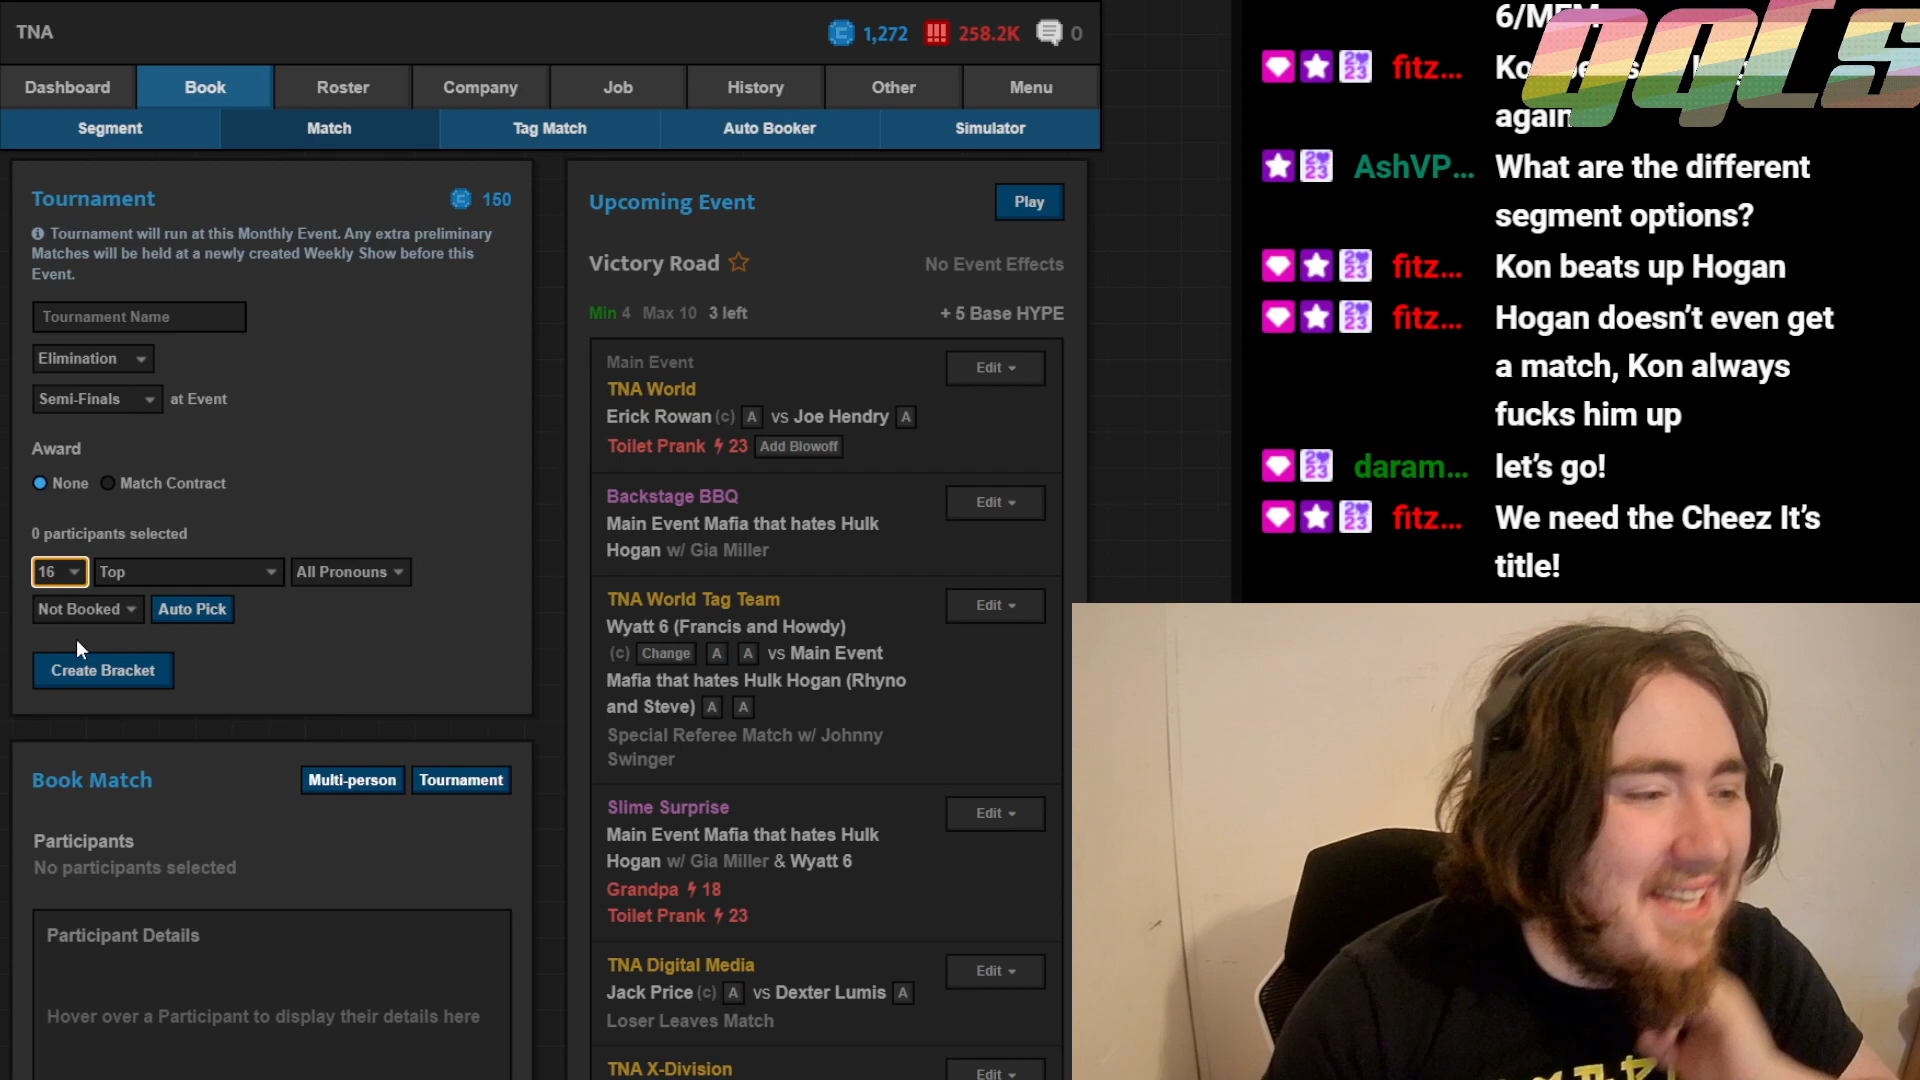 TNA
1,272
258.2K
0
Dashboard
Book
Roster
Company
Job
History
Other
Menu
Segment
Match
Tag Match
Auto Booker
Simulator
Tournament
150
Tournament will run at this Monthly Event. Any extra preliminary
Matches will be held at a newly created Weekly Show before this
Event.
Tournament Name
Elimination
Semi-Finals
at Event
Award
None
Match Contract
0 participants selected
16
Top
All Pronouns
Not Booked
Auto Pick
Create Bracket
Book Match
Multi-person
Tournament
Participants
No participants selected
Participant Details
Hover over a Participant to display their details here
Upcoming Event
Play
Victory Road
No Event Effects
Min 4 Max 10 3 left
+ 5 Base HYPE
Main Event
Edit
TNA World
Erick Rowan (c) A vs Joe Hendry A
Toilet Prank 23 Add Blowoff
Backstage BBQ
Edit
Main Event Mafia that hates Hulk
Hogan w/ Gia Miller
TNA World Tag Team
Edit
Wyatt 6 (Francis and Howdy)
(c) Change A A vs Main Event
Mafia that hates Hulk Hogan (Rhyno
and Steve) A A
Special Referee Match w/ Johnny
Swinger
Slime Surprise
Edit
Main Event Mafia that hates Hulk
Hogan w/ Gia Miller & Wyatt 6
Grandpa 18
Toilet Prank 23
TNA Digital Media
Edit
Jack Price (c) A vs Dexter Lumis A
Loser Leaves Match
TNA X-Division
Edit
qqLS
fitz...
again
AshVP... What are the different
segment options?
fitz... Kon beats up Hogan
fitz... Hogan doesn't even get
a match, Kon always
fucks him up
daram... let's go!
fitz... We need the Cheez It's
title!